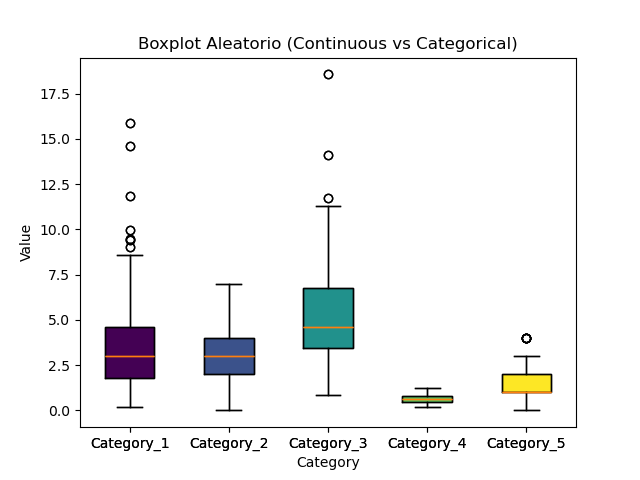 Boxplot Aleatorio (Continuous vs Categorical)
17.5
15.0
12.5
10.0
7.5
5.0
2.5
0.0
Value
Category_1 Category_2 Category_3 Category_4 Category_5
Category